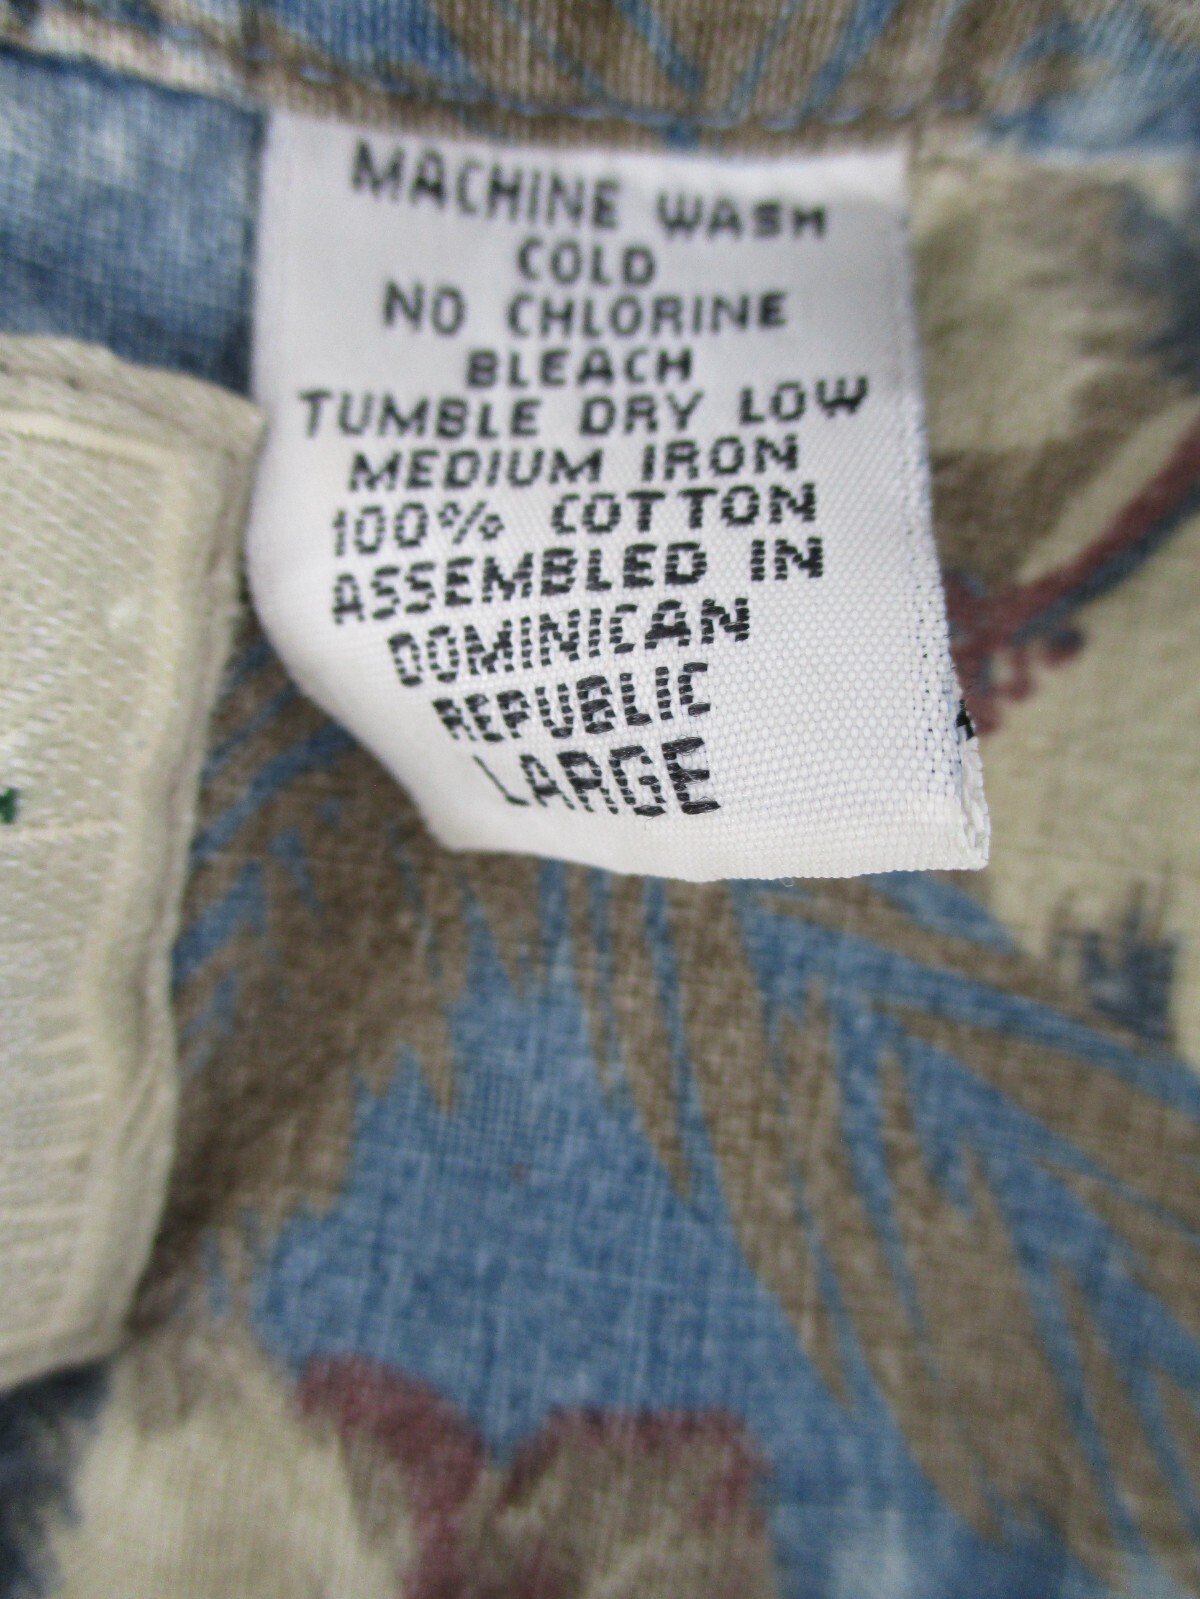 MACHINE WASH
COLD
NO CHLORINE
BLEACH
TUMBLE DRY LOW
MEDIUM IRON
100% COTTON
ASSEMBLED IN
DOMINICAN
REPUBLIC
LARGE